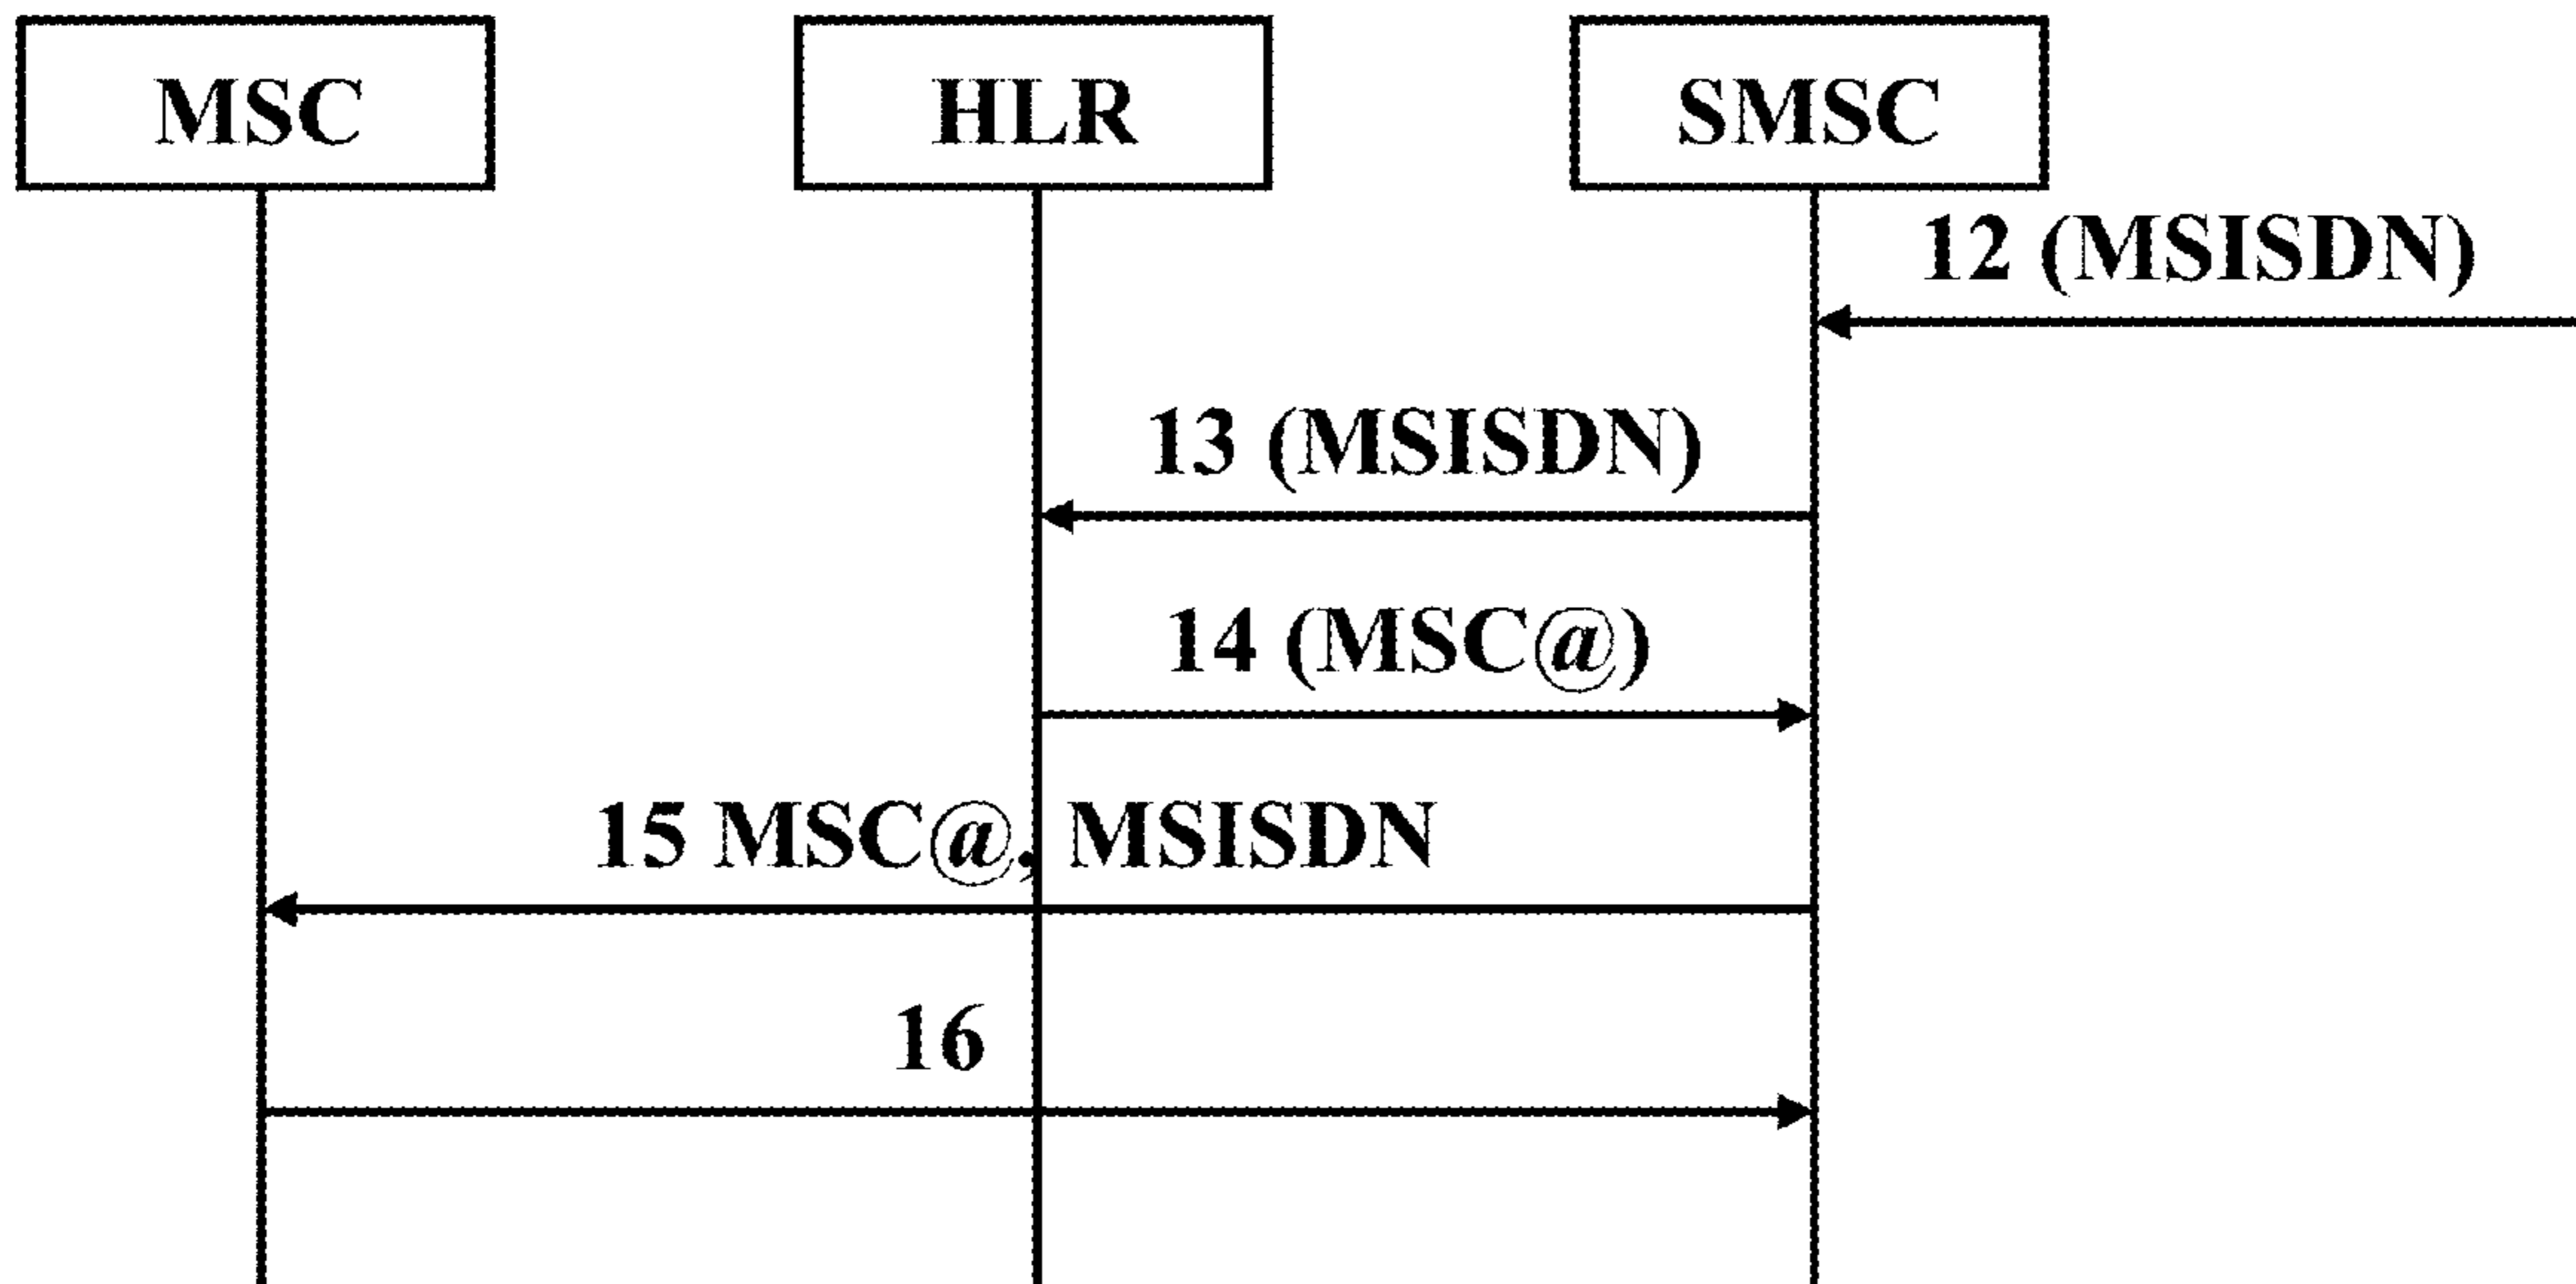 MSC HLR SMSC
12 (MSISDN)
13 (MSISDN)
14 (MSC@)
15 MSC@, MSISDN
16